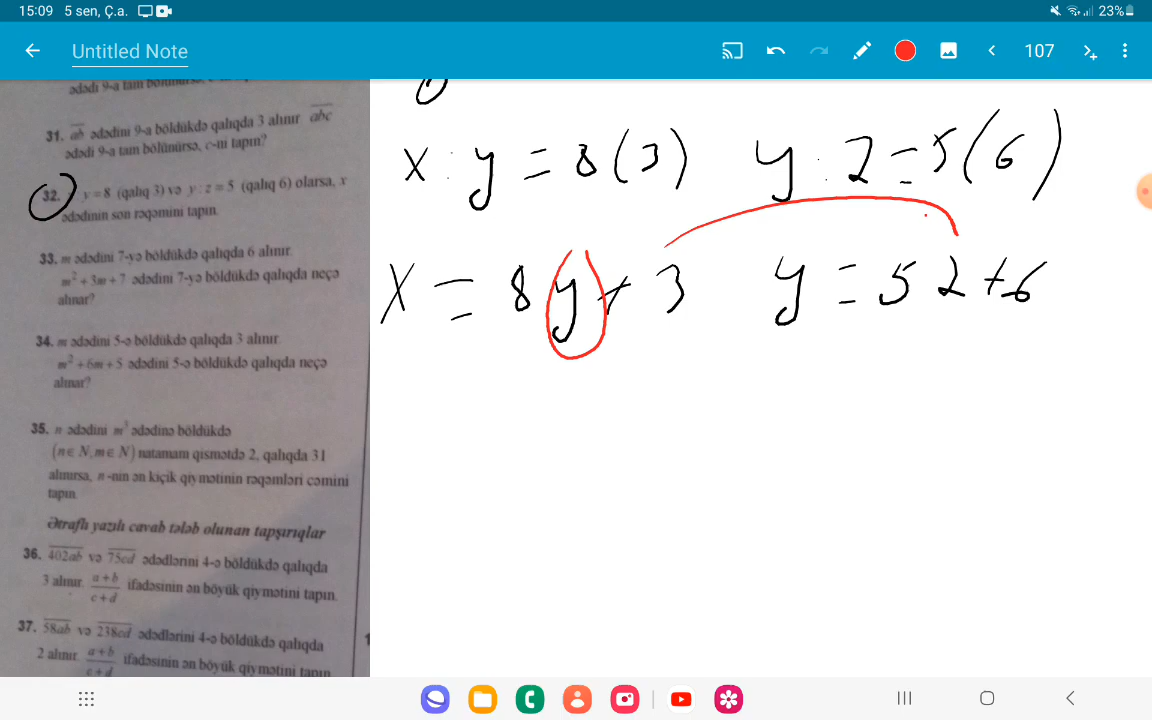 15:09 5 sen, Ç.a. 23%
Untitled Note 107
ədədi 9-a tam
31. ab ədədini 9-a böldükdə qalıqda 3 alınır. abc
ədədi 9-a tam bölünürsə, c-ni tapın?
32. y = 8 (qalıq 3) və y : z = 5 (qalıq 6) olarsa, x
ədədinin son rəqəmini tapın.
33. m ədədini 7-yə böldükdə qalıqda 6 alınır.
m² + 3m + 7 ədədini 7-yə böldükdə qalıqda neçə
alınar?
34. m ədədini 5-ə böldükdə qalıqda 3 alınır.
m² + 6m + 5 ədədini 5-ə böldükdə qalıqda neçə
alınar?
35. n ədədini ədədinə böldükdə
(n∈N, m∈N) natamam qismətdə 2, qalıqda 31
alınırsa, n-nin ən kiçik qiymətinin rəqəmləri cəmini
tapın.
Ətraflı yazılı cavab tələb olunan tapşırıqlar
36. 402ab və 75cd ədədlərini 4-ə böldükdə qalıqda
3 alınır. a+b/c+d ifadəsinin ən böyük qiymətini tapın.
37. 58ab və 238cd ədədlərini 4-ə böldükdə qalıqda
2 alınır. a+b/c+d ifadəsinin ən böyük qiymətini tapın
x : y = 8 (3) y : 2 = 5 (6)
x = 8y + 3 y = 52 + 6